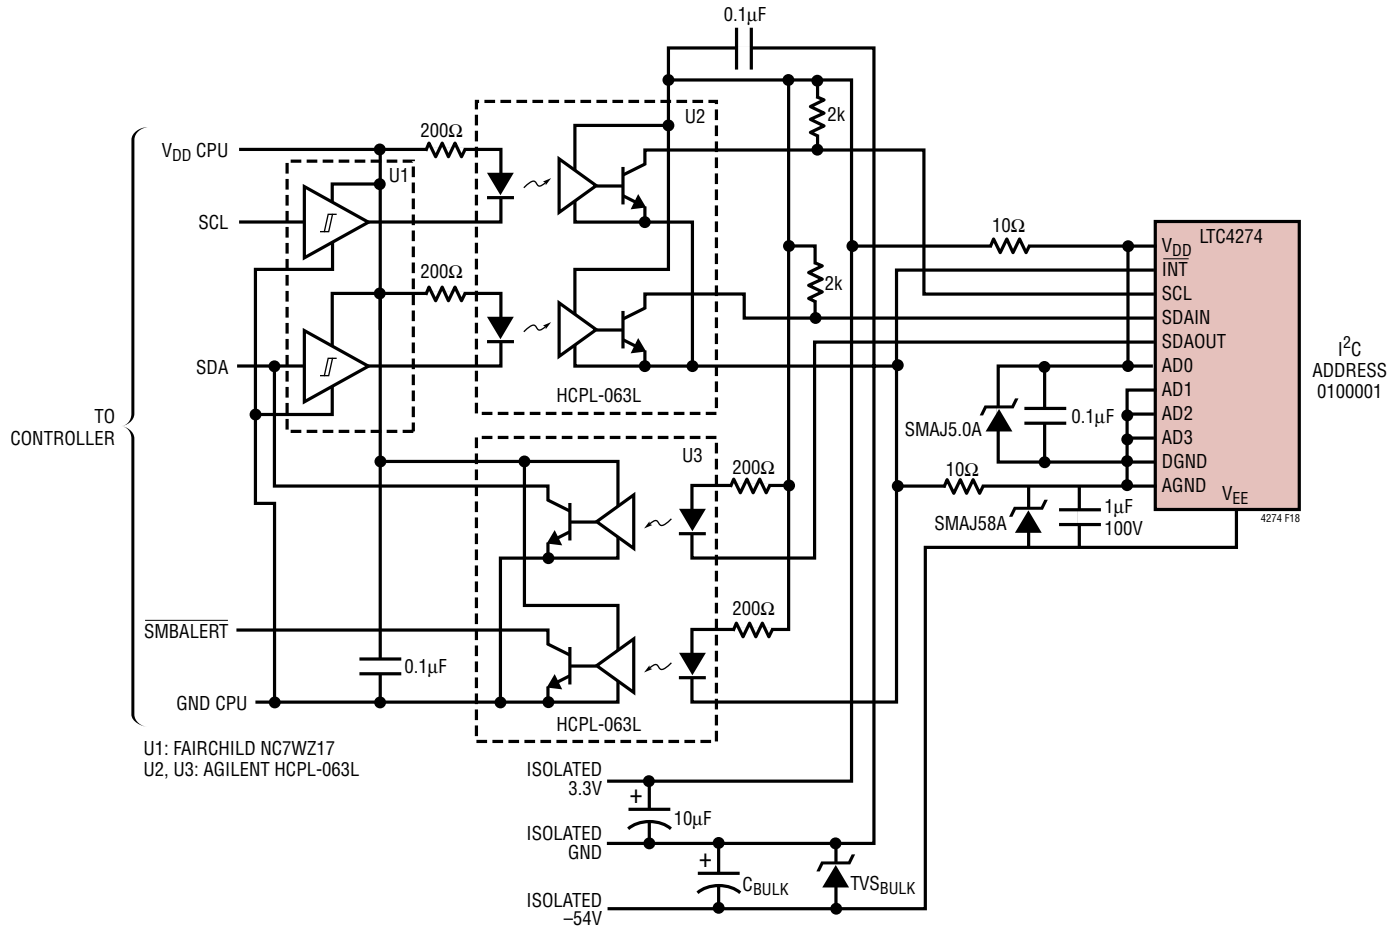 0.1µF
U2
2k
200Ω
VDD CPU
U1
SCL
10Ω
LTC4274
VDD
INT
SCL
SDAIN
SDAOUT
AD0
AD1
AD2
AD3
DGND
AGND
VEE
4274 F18
I2C
ADDRESS
0100001
200Ω
2k
SDA
HCPL-063L
TO
CONTROLLER
SMAJ5.0A
0.1µF
U3
200Ω
10Ω
SMAJ58A
1µF
100V
200Ω
SMBALERT
0.1µF
GND CPU
HCPL-063L
U1: FAIRCHILD NC7WZ17
U2, U3: AGILENT HCPL-063L
ISOLATED
3.3V
+
10µF
ISOLATED
GND
+
CBULK
TVSBULK
ISOLATED
–54V